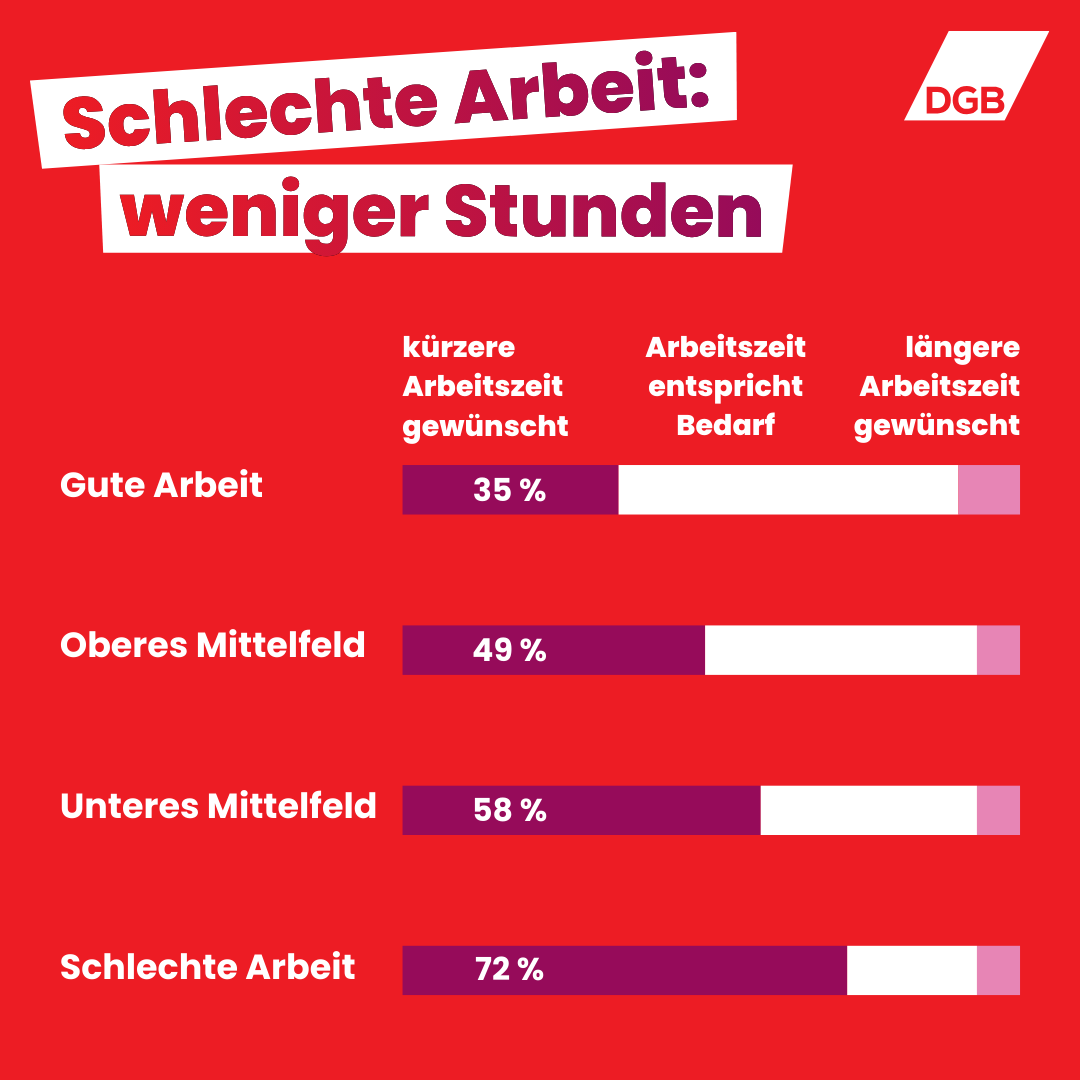 Schlechte Arbeit:
weniger Stunden
DGB
kürzere
Arbeitszeit
gewünscht
Arbeitszeit
entspricht
Bedarf
längere
Arbeitszeit
gewünscht
Gute Arbeit
35 %
Oberes Mittelfeld
49 %
Unteres Mittelfeld
58 %
Schlechte Arbeit
72 %